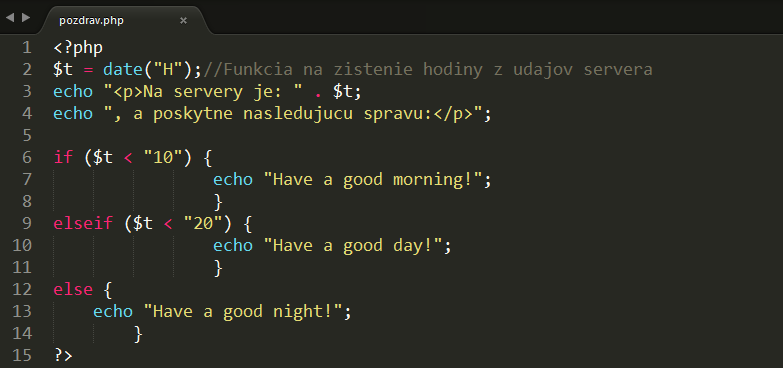 pozdrav.php ×
1 <?php
2 $t = date("H");//Funkcia na zistenie hodiny z udajov servera
3 echo "<p>Na servery je: " . $t;
4 echo ", a poskytne nasledujucu spravu:</p>";
5
6 if ($t < "10") {
7 echo "Have a good morning!";
8 }
9 elseif ($t < "20") {
10 echo "Have a good day!";
11 }
12 else {
13 echo "Have a good night!";
14 }
15 ?>